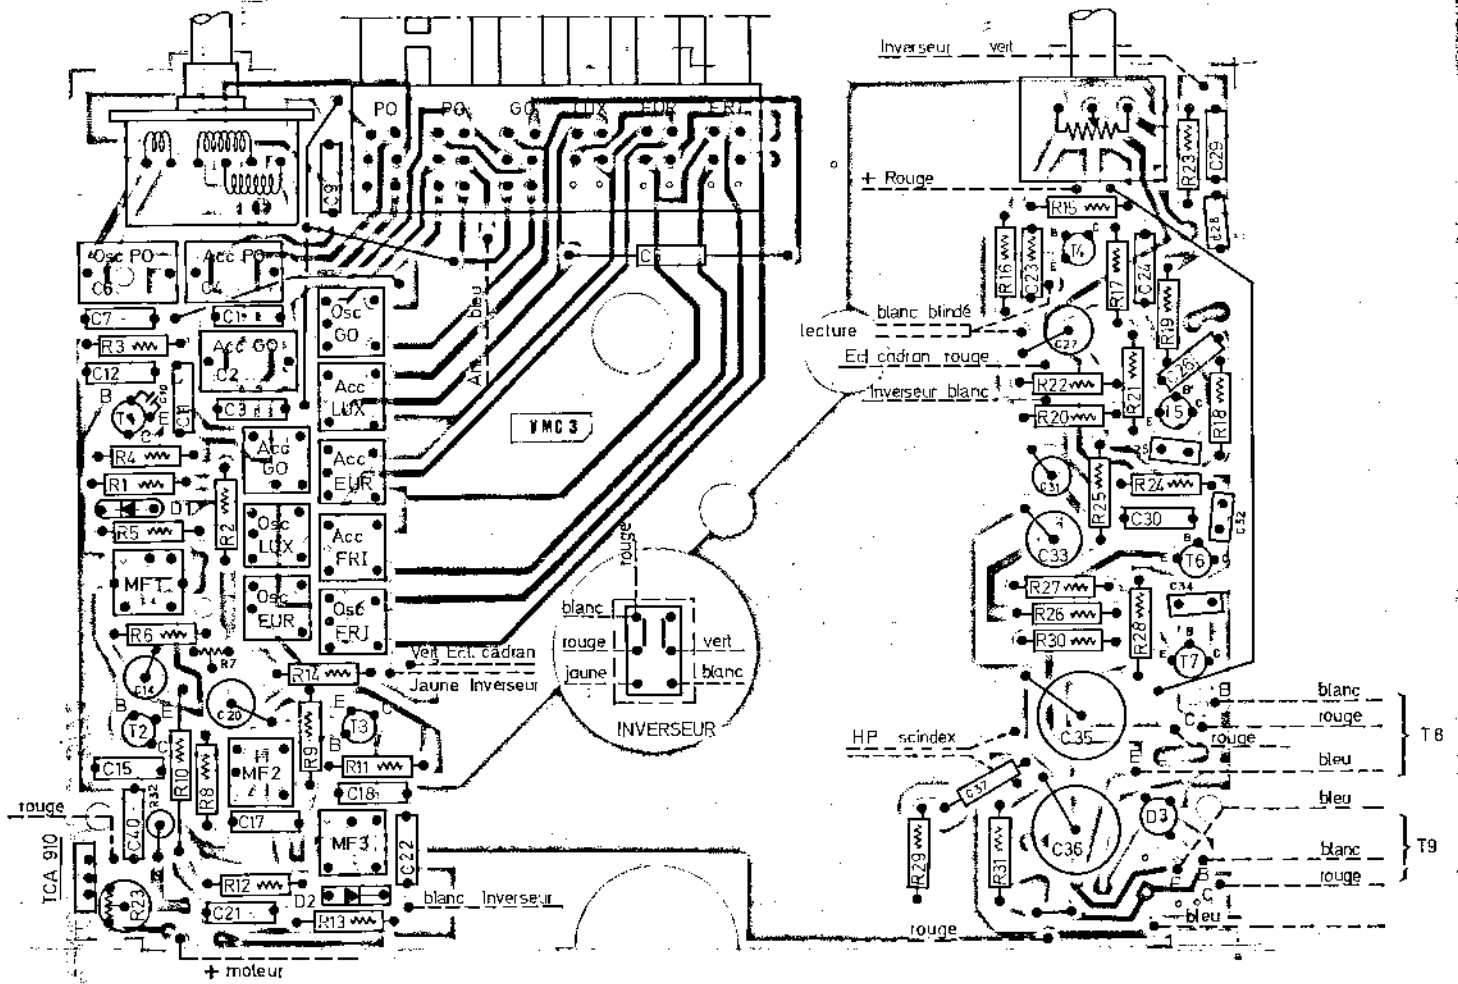 Inverseur vert
PO PO GO LUX EUR FRI
C9
R23 C29
+ Rouge
R15
C28
T4
B
C
E
Osc PO
C6
Acc PO
C4
C
R16 C23 R17 C24
C7
C1
Osc
GO
bleu
blanc blindé
lecture
C27
R19
R3
Acc GO
C2
Ecl cadran rouge
C26
C12
R22
R21
Inverseur blanc
Acc
LUX
C3
C11
B
T1
E
C
R20
T5
B
C
E
R18
VMC 3
R4
Acc
GO
Acc
EUR
R1
C31
R25
R24
D1
R2
C30
C32
R5
Osc
LUX
Acc
FRI
rouge
C33
B
T6
E
C
MF1
Osc
EUR
Osc
FRI
R27
C34
blanc
R26
R28
R6
R30
R7
rouge
vert
B
T7
E
C
Vert Ecl. cadran
R14
jaune
blanc
C14
Jaune Inverseur
B
blanc
C20
INVERSEUR
C
rouge
B
T2
E
C
E
T3
C
B
C35
rouge
T8
HP scindex
MF2
R9
R11
E
bleu
C15
R10
R8
C37
C18
bleu
rouge
R32
C17
D3
C40
MF3
C22
R29
R31
C36
blanc
T9
TCA 910
B
rouge
R12
C
R23
D2
blanc Inverseur
C21
R13
bleu
rouge
+ moteur